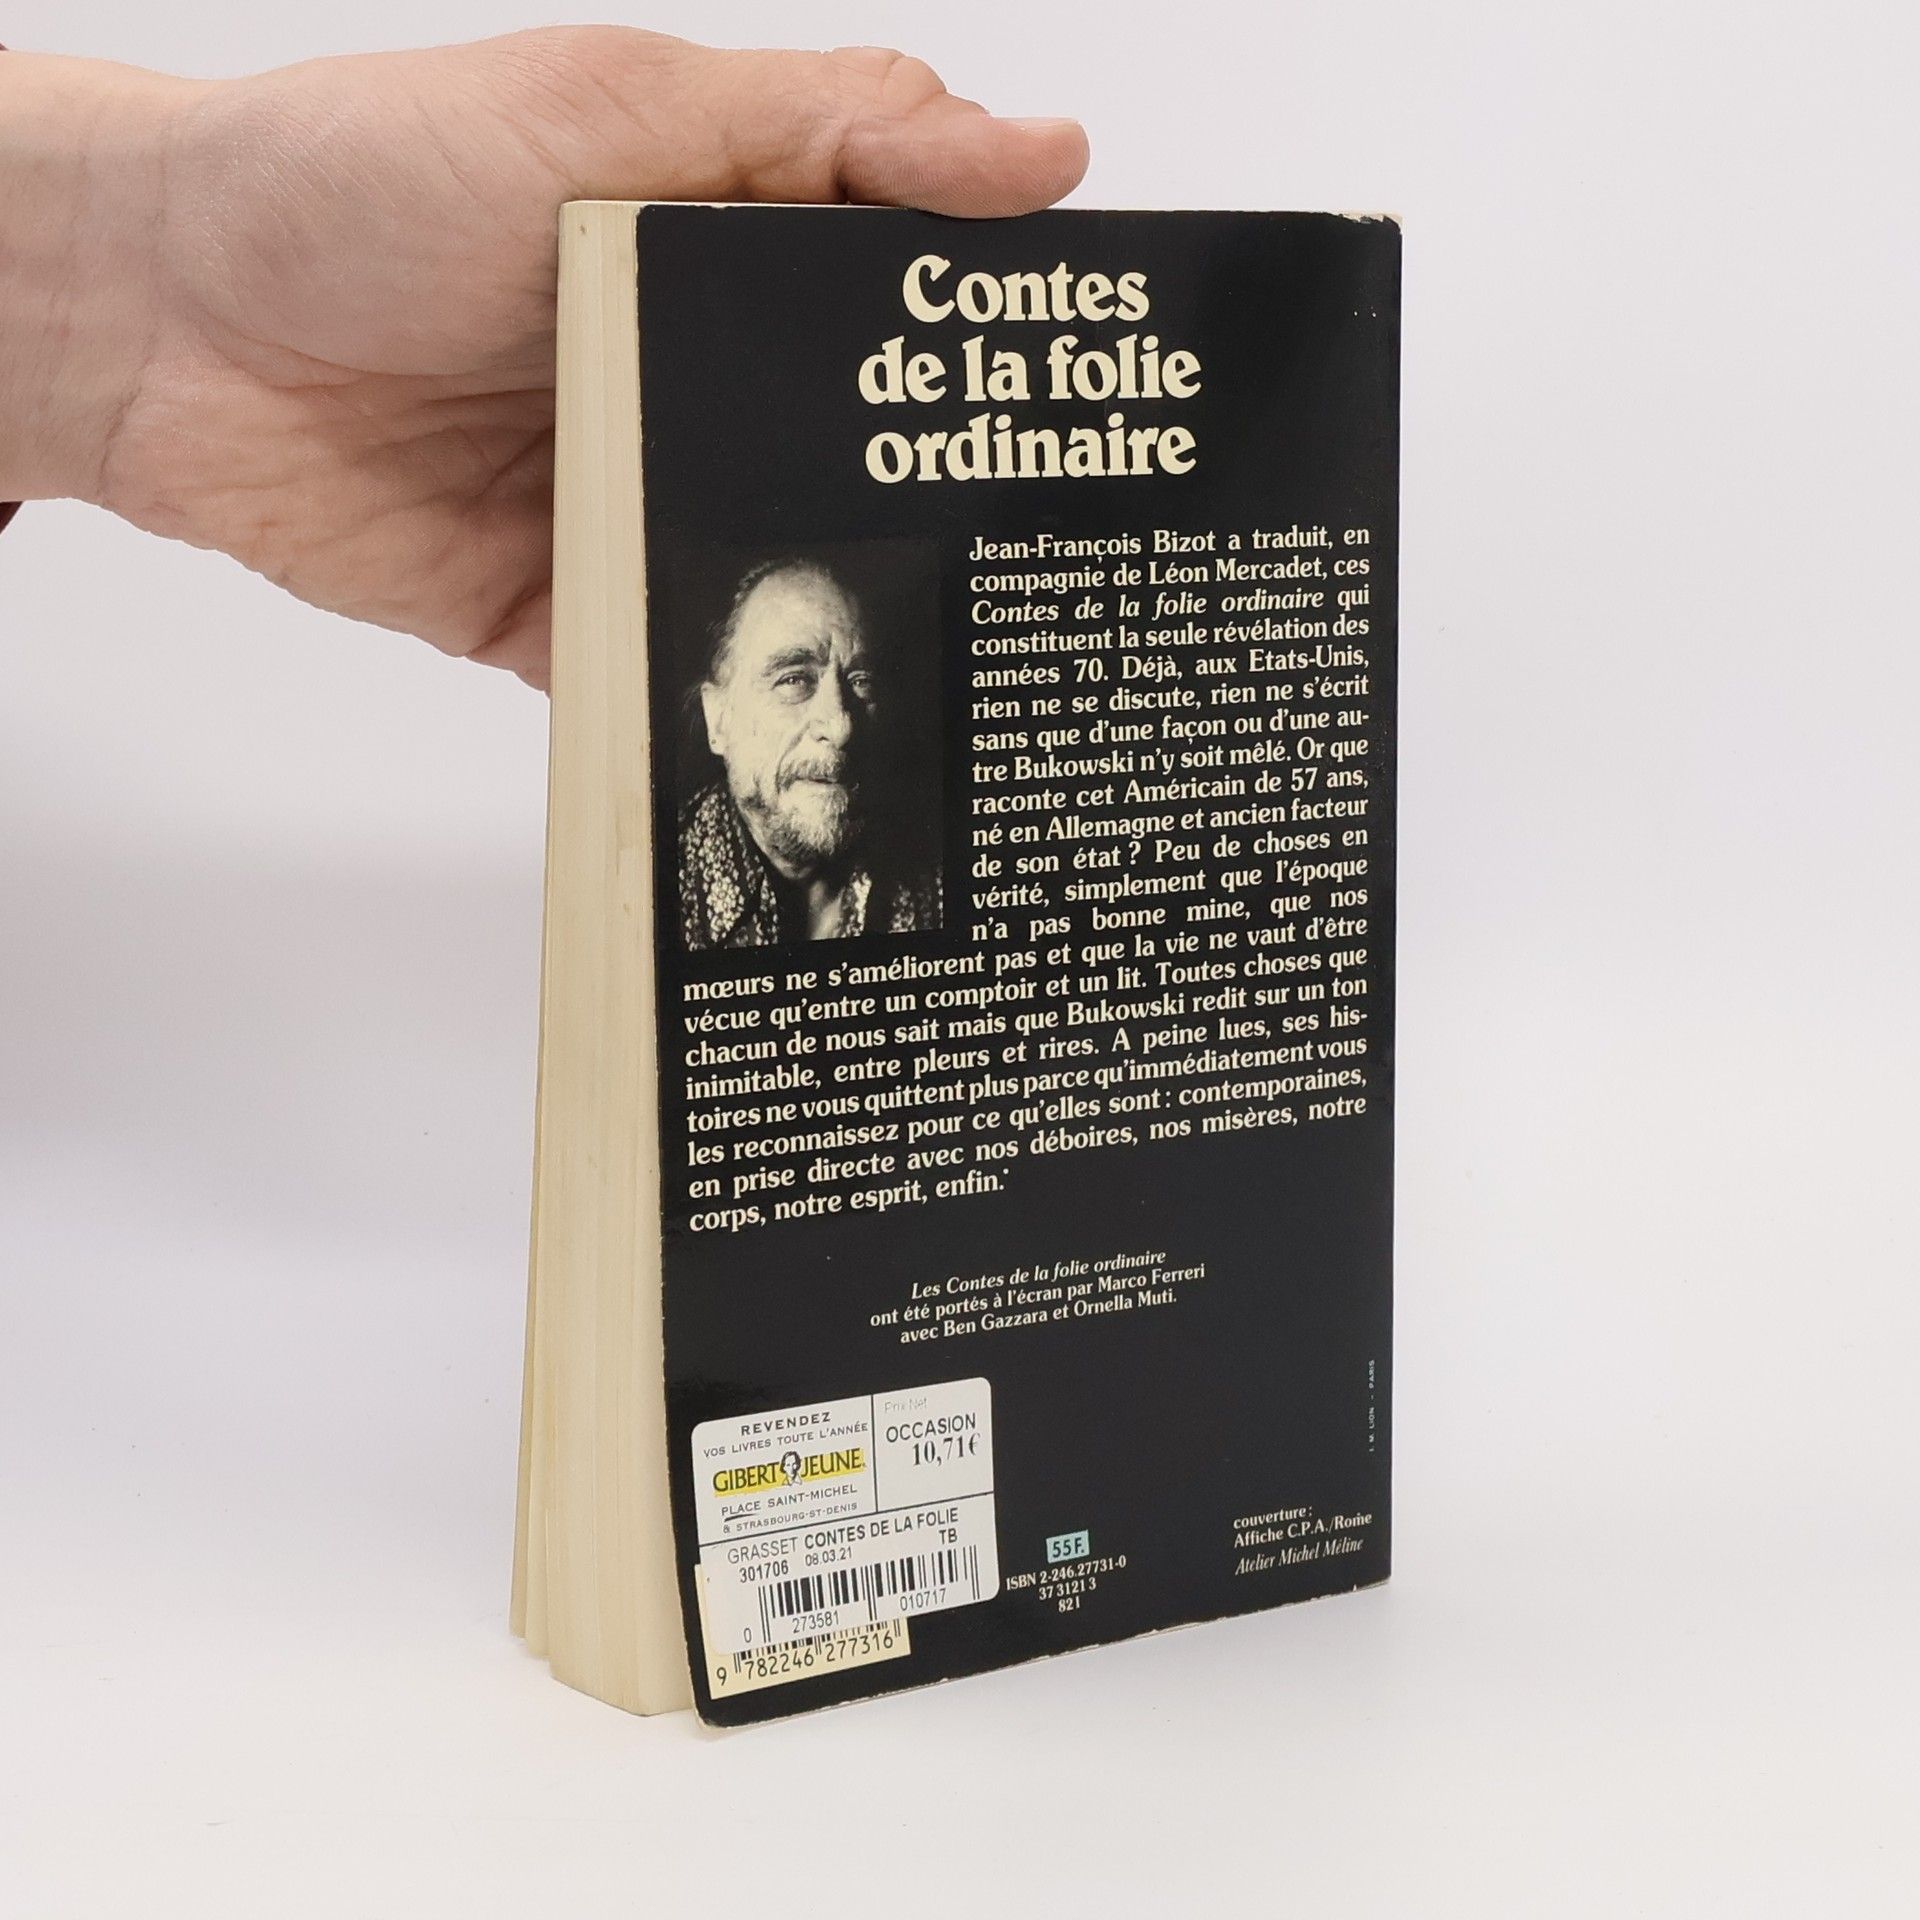 Contes
de la folie
ordinaire
Jean-François Bizot a traduit, en
compagnie de Léon Mercadet, ces
Contes de la folie ordinaire qui
constituent la seule révélation des
années 70. Déjà, aux Etats-Unis,
rien ne se discute, rien ne s'écrit
sans que d'une façon ou d'une au-
tre Bukowski n'y soit mêlé. Or que
raconte cet Américain de 57 ans,
né en Allemagne et ancien facteur
de son état ? Peu de choses en
vérité, simplement que l'époque
n'a pas bonne mine, que nos
mœurs ne s'améliorent pas et que la vie ne vaut d'être
vécue qu'entre un comptoir et un lit. Toutes choses que
chacun de nous sait mais que Bukowski redit sur un ton
inimitable, entre pleurs et rires. A peine lues, ses his-
toires ne vous quittent plus parce qu'immédiatement vous
les reconnaissez pour ce qu'elles sont : contemporaines,
en prise directe avec nos déboires, nos misères, notre
corps, notre esprit, enfin.
Les Contes de la folie ordinaire
ont été portés à l'écran par Marco Ferreri
avec Ben Gazzara et Ornella Muti.
J. M. LION - PARIS
REVENDEZ
VOS LIVRES TOUTE L'ANNÉE
GIBERT JEUNE
PLACE SAINT-MICHEL
& STRASBOURG-ST-DENIS
Prix Net
OCCASION
10,71€
GRASSET CONTES DE LA FOLIE
301706 08.03.21 TB
0 273581 010717
9 782246 277316
55 F.
ISBN 2-246.27731-0
37 3121 3
82 I
couverture :
Affiche C.P.A./Rome
Atelier Michel Méline